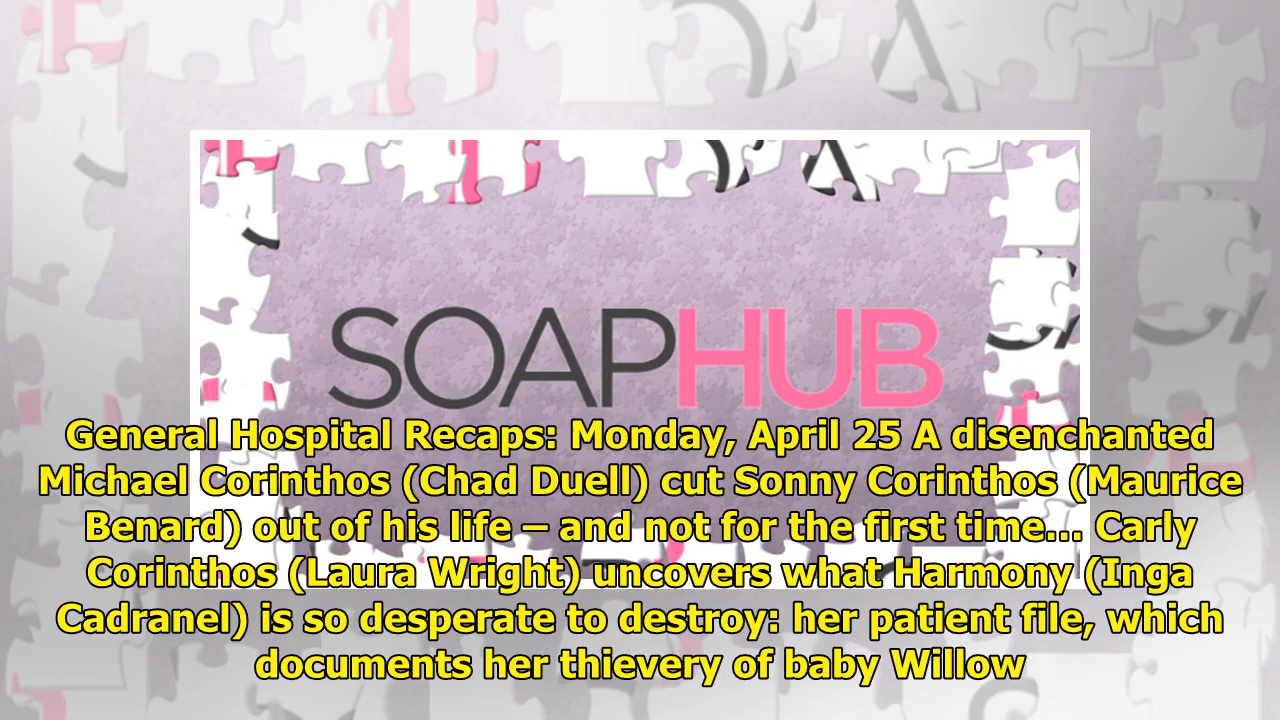 SOAPHUB
General Hospital Recaps: Monday, April 25 A disenchanted
Michael Corinthos (Chad Duell) cut Sonny Corinthos (Maurice
Benard) out of his life – and not for the first time... Carly
Corinthos (Laura Wright) uncovers what Harmony (Inga
Cadranel) is so desperate to destroy: her patient file, which
documents her thievery of baby Willow